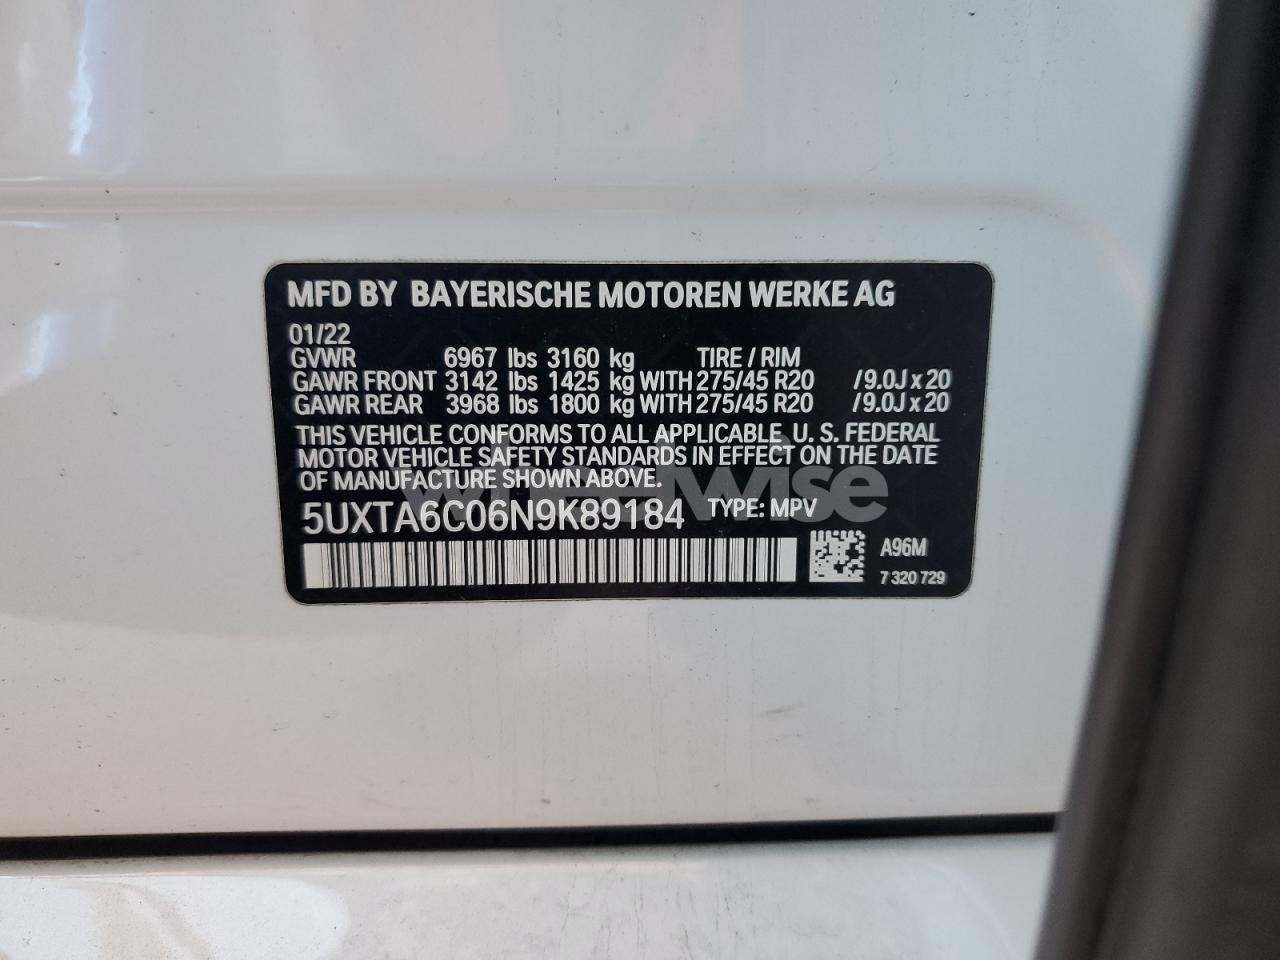 MFD BY BAYERISCHE MOTOREN WERKE AG
01/22
GVWR 6967 lbs 3160 kg TIRE / RIM
GAWR FRONT 3142 lbs 1425 kg WITH 275/45 R20 / 9.0J x 20
GAWR REAR 3968 lbs 1800 kg WITH 275/45 R20 / 9.0J x 20
THIS VEHICLE CONFORMS TO ALL APPLICABLE U. S. FEDERAL
MOTOR VEHICLE SAFETY STANDARDS IN EFFECT ON THE DATE
OF MANUFACTURE SHOWN ABOVE.
wheelwise
5UXTA6C06N9K89184 TYPE: MPV
A96M
7 320 729